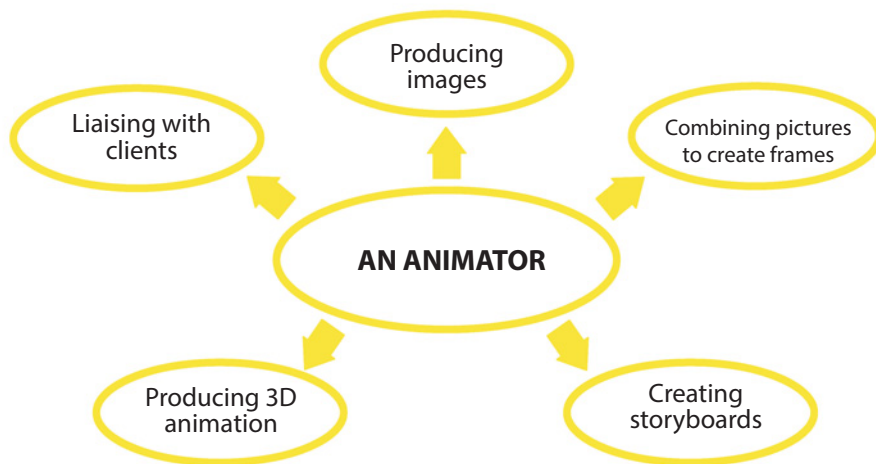 Producing
images
Liaising with
clients
Combining pictures
to create frames
AN ANIMATOR
Producing 3D
animation
Creating
storyboards